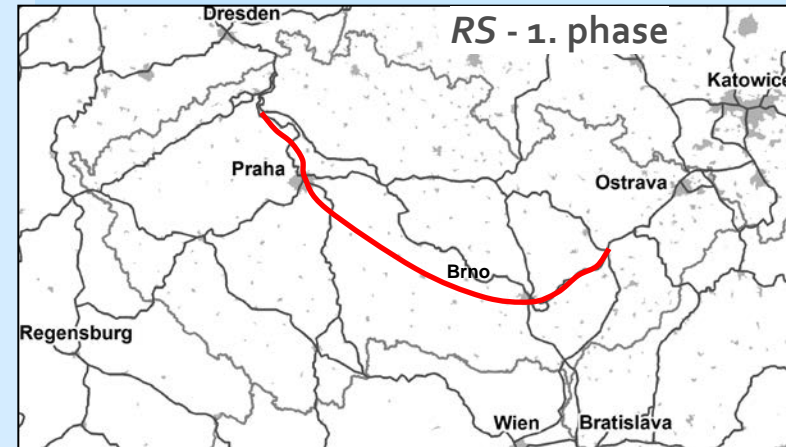 Dresden
RS - 1. phase
Katowice
Praha
Ostrava
Brno
Regensburg
Wien
Bratislava